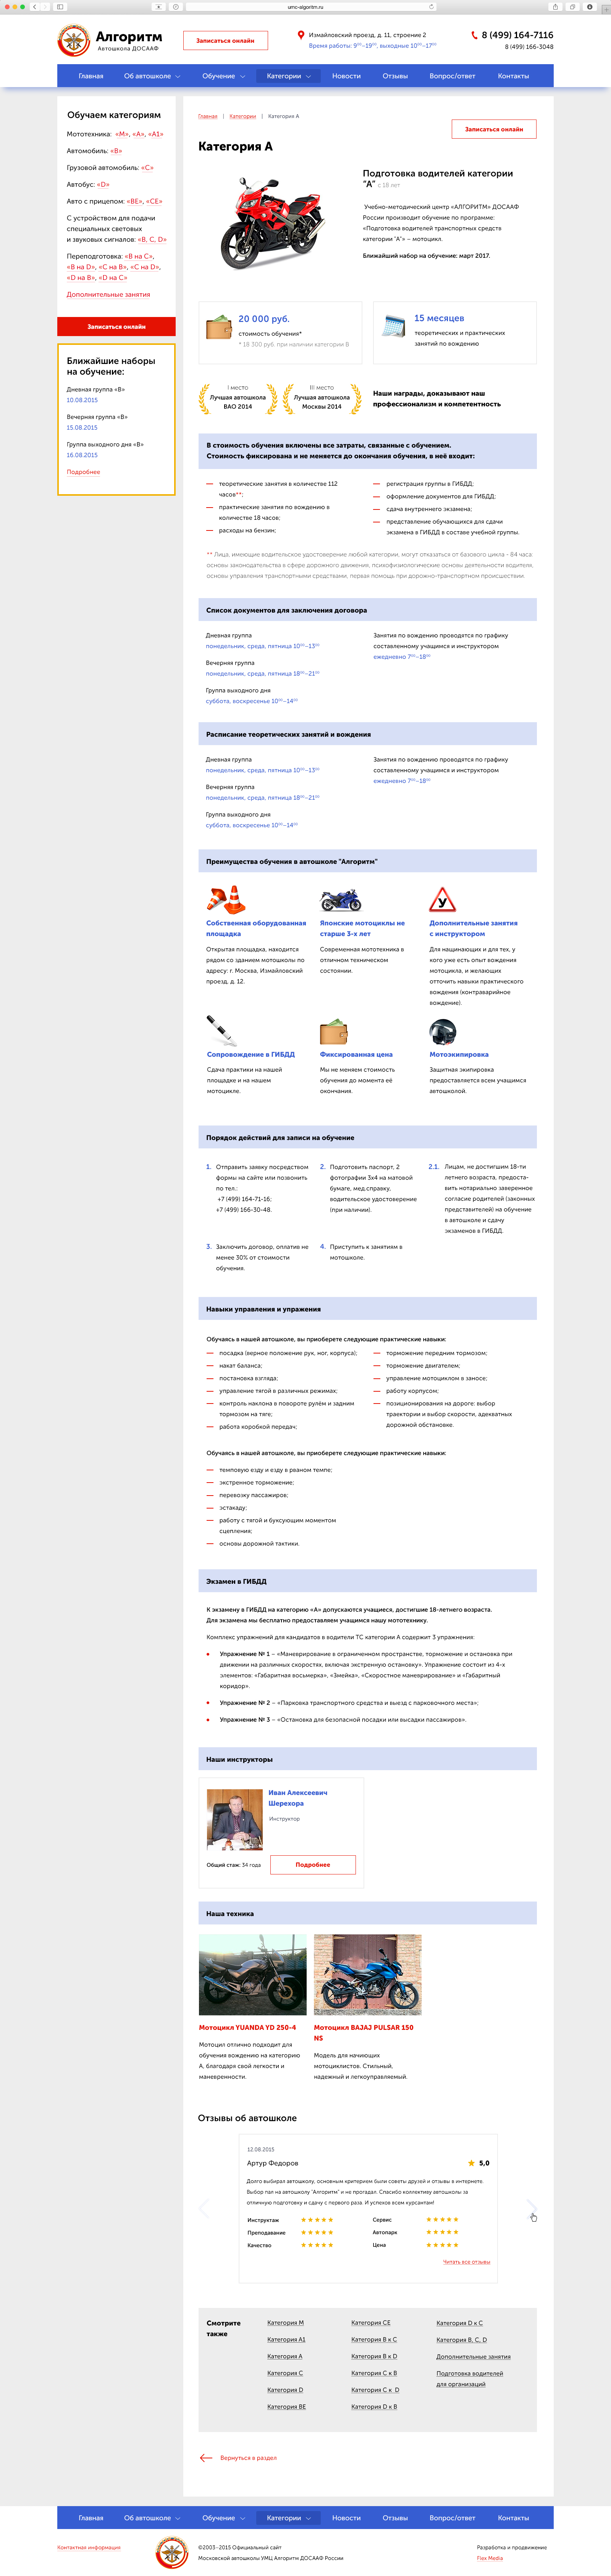 umc-algoritm.ru
Алгоритм
Автошкола ДОСААФ
Записаться онлайн
Измайловский проезд, д. 11, строение 2
Время работы: 9⁰⁰–19⁰⁰, выходные 10⁰⁰–17⁰⁰
8 (499) 164-7116
8 (499) 166-3048
Главная Об автошколе Обучение Категории Новости Отзывы Вопрос/ответ Контакты
Обучаем категориям
Мототехника: «M», «A», «A1»
Автомобиль: «B»
Грузовой автомобиль: «C»
Автобус: «D»
Авто с прицепом: «BE», «CE»
С устройством для подачи
специальных световых
и звуковых сигналов: «B, C, D»
Переподготовка: «B на C»,
«B на D», «C на B», «C на D»,
«D на B», «D на C»
Дополнительные занятия
Записаться онлайн
Ближайшие наборы
на обучение:
Дневная группа «B»
10.08.2015
Вечерняя группа «B»
15.08.2015
Группа выходного дня «B»
16.08.2015
Подробнее
Главная | Категории | Категория A
Записаться онлайн
Категория A
Подготовка водителей категории
"A" с 18 лет
Учебно-методический центр «АЛГОРИТМ» ДОСААФ
России производит обучение по программе:
«Подготовка водителей транспортных средств
категории "A"» – мотоцикл.
Ближайший набор на обучение: март 2017.
20 000 руб.
стоимость обучения*
* 18 300 руб. при наличии категории B
15 месяцев
теоретических и практических
занятий по вождению
I место
Лучшая автошкола
ВАО 2014
III место
Лучшая автошкола
Москвы 2014
Наши награды, доказывают наш
профессионализм и компетентность
В стоимость обучения включены все затраты, связанные с обучением.
Стоимость фиксирована и не меняется до окончания обучения, в неё входит:
— теоретические занятия в количестве 112
часов**;
— практические занятия по вождению в
количестве 18 часов;
— расходы на бензин;
— регистрация группы в ГИБДД;
— оформление документов для ГИБДД;
— сдача внутреннего экзамена;
— представление обучающихся для сдачи
экзамена в ГИБДД в составе учебной группы.
** Лица, имеющие водительское удостоверение любой категории, могут отказаться от базового цикла - 84 часа:
основы законодательства в сфере дорожного движения, психофизиологические основы деятельности водителя,
основы управления транспортными средствами, первая помощь при дорожно-транспортном происшествии.
Список документов для заключения договора
Дневная группа
понедельник, среда, пятница 10⁰⁰–13⁰⁰
Вечерняя группа
понедельник, среда, пятница 18⁰⁰–21⁰⁰
Группа выходного дня
суббота, воскресенье 10⁰⁰–14⁰⁰
Занятия по вождению проводятся по графику
составленному учащимся и инструктором
ежедневно 7⁰⁰–18⁰⁰
Расписание теоретических занятий и вождения
Дневная группа
понедельник, среда, пятница 10⁰⁰–13⁰⁰
Вечерняя группа
понедельник, среда, пятница 18⁰⁰–21⁰⁰
Группа выходного дня
суббота, воскресенье 10⁰⁰–14⁰⁰
Занятия по вождению проводятся по графику
составленному учащимся и инструктором
ежедневно 7⁰⁰–18⁰⁰
Преимущества обучения в автошколе "Алгоритм"
Собственная оборудованная
площадка
Открытая площадка, находится
рядом со зданием мотошколы по
адресу: г. Москва, Измайловский
проезд, д. 12.
Японские мотоциклы не
старше 3-х лет
Современная мототехника в
отличном техническом
состоянии.
У
Дополнительные занятия
с инструктором
Для нащинающих и для тех, у
кого уже есть опыт вядения
мотоцикла, и желающих
отточить навыки практического
вождения (контраварийное
вождение).
Сопровождение в ГИБДД
Сдача практики на нашей
площадке и на нашем
мотоцикле.
Фиксированная цена
Мы не меняем стоимость
обучения до момента её
окончания.
Мотоэкипировка
Защитная экипировка
предоставляется всем учащимся
автошколой.
Порядок действий для записи на обучение
1. Отправить заявку посредством
формы на сайте или позвонить
по тел.:
+7 (499) 164-71-16;
+7 (499) 166-30-48.
2. Подготовить паспорт, 2
фотографии 3x4 на матовой
бумаге, мед.справку,
водительское удостоверение
(при наличии).
2.1. Лицам, не достигшим 18-ти
летнего возраста, предоста-
вить нотариально заверенное
согласие родителей (законных
представителей) на обучение
в автошколе и сдачу
экзаменов в ГИБДД.
3. Заключить договор, оплатив не
менее 30% от стоимости
обучения.
4. Приступить к занятиям в
мотошколе.
Навыки управления и упражения
Обучаясь в нашей автошколе, вы приоберете следующие практические навыки:
— посадка (верное положение рук, ног, корпуса);
— накат баланса;
— постановка взгляда;
— управление тягой в различных режимах;
— контроль наклона в повороте рулём и задним
тормозом на тяге;
— работа коробкой передач;
— торможение передним тормозом;
— торможение двигателем;
— управление мотоциклом в заносе;
— работу корпусом;
— позиционирования на дороге: выбор
траектории и выбор скорости, адекватных
дорожной обстановке.
Обучаясь в нашей автошколе, вы приоберете следующие практические навыки:
— темповую езду и езду в рваном темпе;
— экстренное торможение;
— перевозку пассажиров;
— эстакаду;
— работу с тягой и буксующим моментом
сцепления;
— основы дорожной тактики.
Экзамен в ГИБДД
К экзамену в ГИБДД на категорию «A» допускаются учащиеся, достигшие 18-летнего возраста.
Для экзамена мы бесплатно предоставляем учащимся нашу мототехнику.
Комплекс упражнений для кандидатов в водители ТС категории A содержит 3 упражнения:
Упражнение № 1 – «Маневрирование в ограниченном пространстве, торможение и остановка при
движении на различных скоростях, включая экстренную остановку». Упражнение состоит из 4-х
элементов: «Габаритная восьмерка», «Змейка», «Скоростное маневрирование» и «Габаритный
коридор».
Упражнение № 2 – «Парковка транспортного средства и выезд с парковочного места»;
Упражнение № 3 – «Остановка для безопасной посадки или высадки пассажиров».
Наши инструкторы
Иван Алексеевич
Шерехора
Инструктор
Общий стаж: 34 года
Подробнее
Наша техника
Мотоцикл YUANDA YD 250-4
Мотоцил отлично подходит для
обучения вождению на категорию
A, благодаря свой легкости и
маневренности.
Мотоцикл BAJAJ PULSAR 150
NS
Модель для начиющих
мотоциклистов. Стильный,
надежный и легкоуправляемый.
Отзывы об автошколе
12.08.2015
Артур Федоров
5,0
Долго выбирал автошколу, основным критерием были советы друзей и отзывы в интернете.
Выбор пал на автошколу "Алгоритм" и не прогадал. Спасибо коллективу автошколы за
отличную подготовку и сдачу с первого раза. И успехов всем курсантам!
Инструктаж
Преподавание
Качество
Сервис
Автопарк
Цена
Читать все отзывы
Смотрите
также
Категория M
Категория A1
Категория A
Категория C
Категория D
Категория BE
Категория CE
Категория B к C
Категория B к D
Категория C к B
Категория C к D
Категория D к B
Категория D к C
Категория B, C, D
Дополнительные занятия
Подготовка водителей
для организаций
Вернуться в раздел
Главная Об автошколе Обучение Категории Новости Отзывы Вопрос/ответ Контакты
Контактная информация
©2003–2015 Официальный сайт
Московской автошколы УМЦ Алгоритм ДОСААФ России
Разработка и продвижение
Flex Media